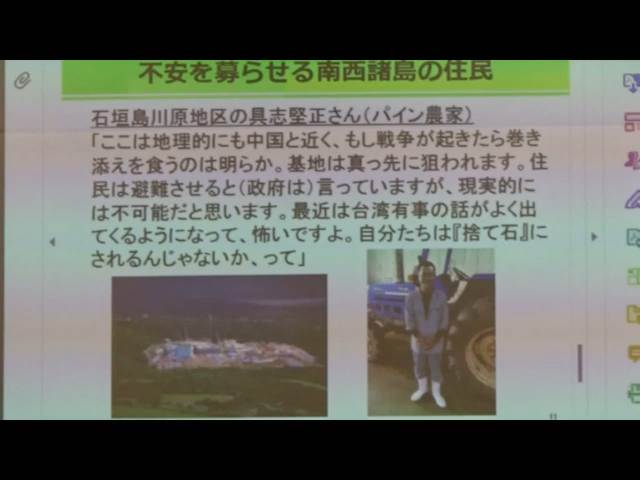 不安を募らせる南西諸島の住民
石垣島川原地区の具志堅正さん(パイン農家)
「ここは地理的にも中国と近く、もし戦争が起きたら巻き
添えを食うのは明らか。基地は真っ先に狙われます。住
民は避難させると(政府は)言っていますが、現実的に
は不可能だと思います。最近は台湾有事の話がよく出
てくるようになって、怖いですよ。自分たちは『捨て石』に
されるんじゃないか、って」
11